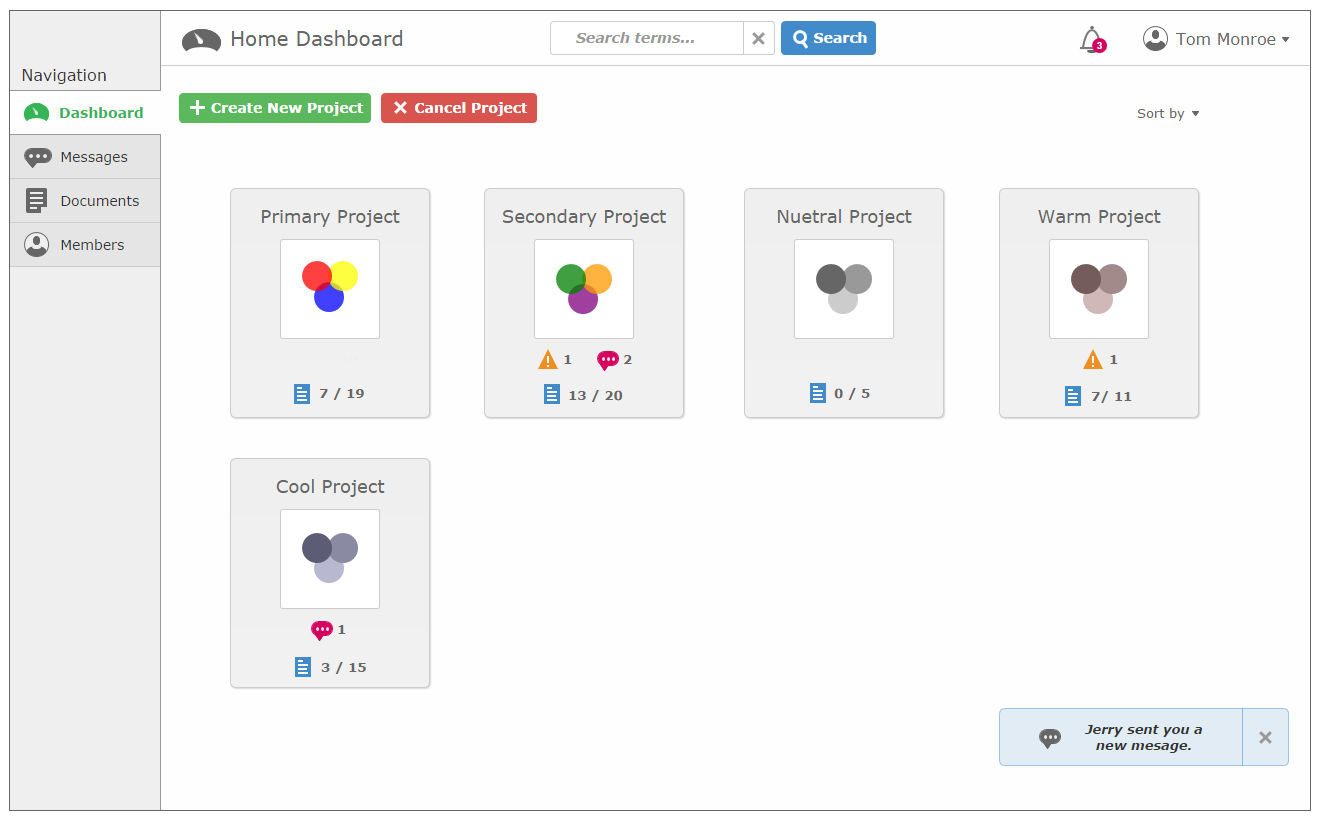 Home Dashboard
Search terms...
Search
3
Tom Monroe
Navigation
Dashboard
Messages
Documents
Members
Create New Project
Cancel Project
Sort by
Primary Project
7 / 19
Secondary Project
1
2
13 / 20
Nuetral Project
0 / 5
Warm Project
1
7/ 11
Cool Project
1
3 / 15
Jerry sent you a
new mesage.